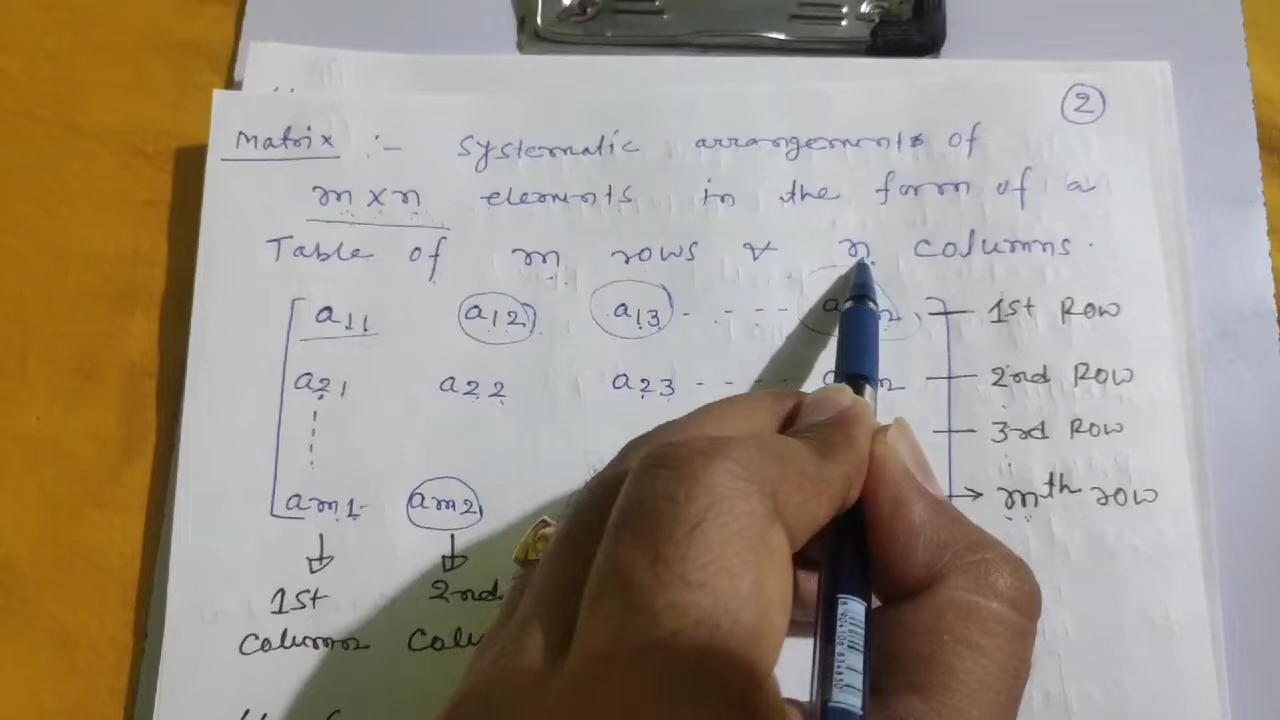 2
Matrix :- Systematic arrangements of
m x n elements in the form of a
Table of m rows & n columns.
a11 a12 a13 - - - - - 1st Row
a21 a22 a23 - - - - 2nd Row
3rd Row
am1 am2 mth row
1st 2nd
column